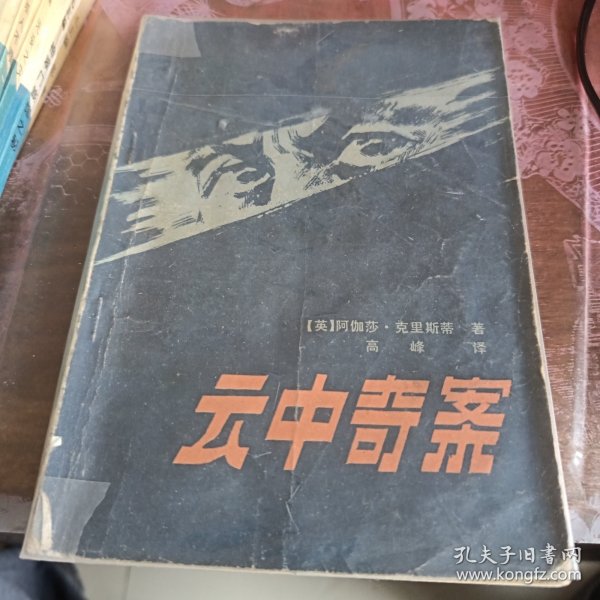 【英】阿伽莎·克里斯蒂 著
高峰 译
云中奇案
孔夫子旧书网
www.kongfz.com